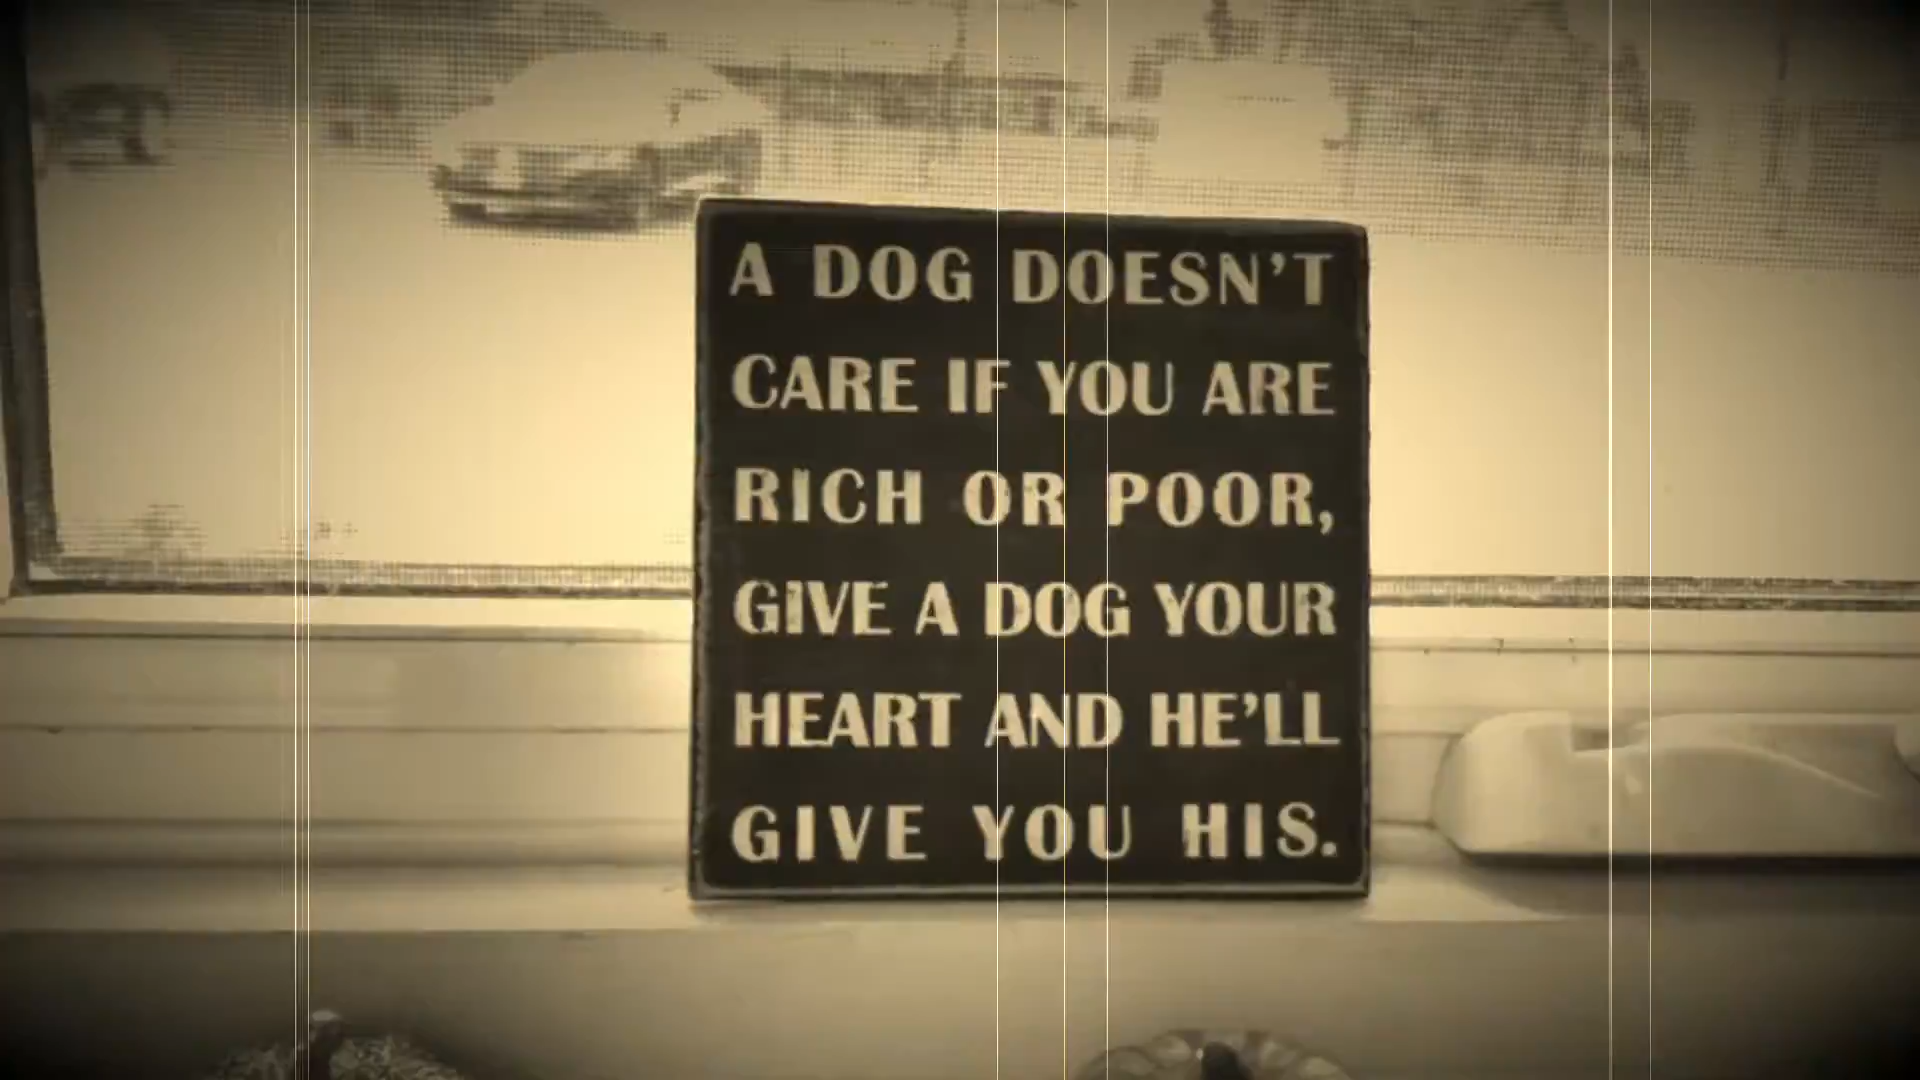 A DOG DOESN'T
CARE IF YOU ARE
RICH OR POOR,
GIVE A DOG YOUR
HEART AND HE'LL
GIVE YOU HIS.